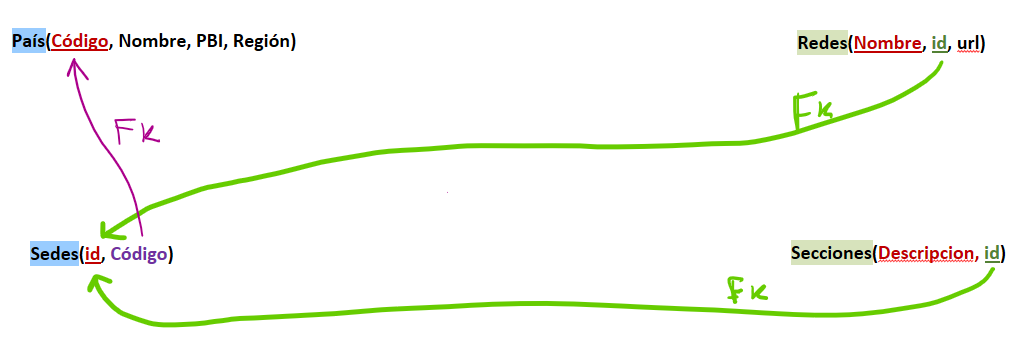 País(Código, Nombre, PBI, Región)
Redes(Nombre, id, url)
Fk
Fk
Sedes(id, Código)
Secciones(Descripcion, id)
Fk